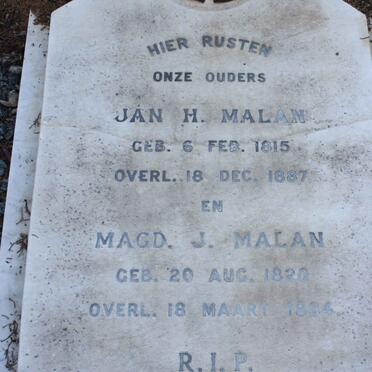 HIER RUSTEN
ONZE OUDERS
JAN H. MALAN
GEB. 6 FEB. 1815
OVERL. 18 DEC. 1887
EN
MAGD. J. MALAN
GEB. 20 AUG. 1820
OVERL. 18 MAART 1894
R.I.P.